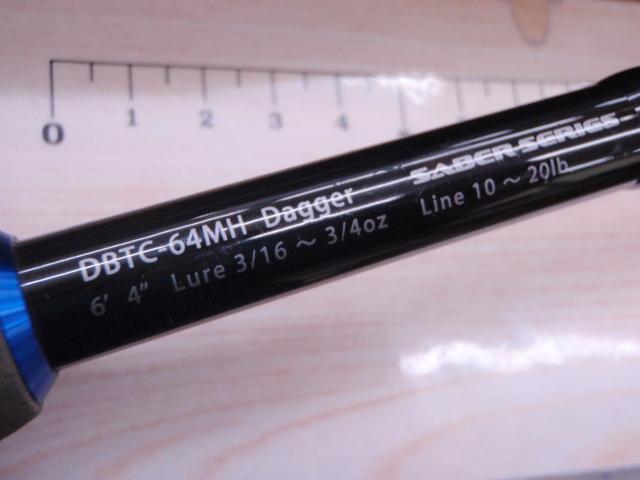 0 1 2 3 4
SABER-SERIES-
DBTC-64MH Dagger
Line 10 ~ 20lb
6' 4" Lure 3/16 ~ 3/4oz